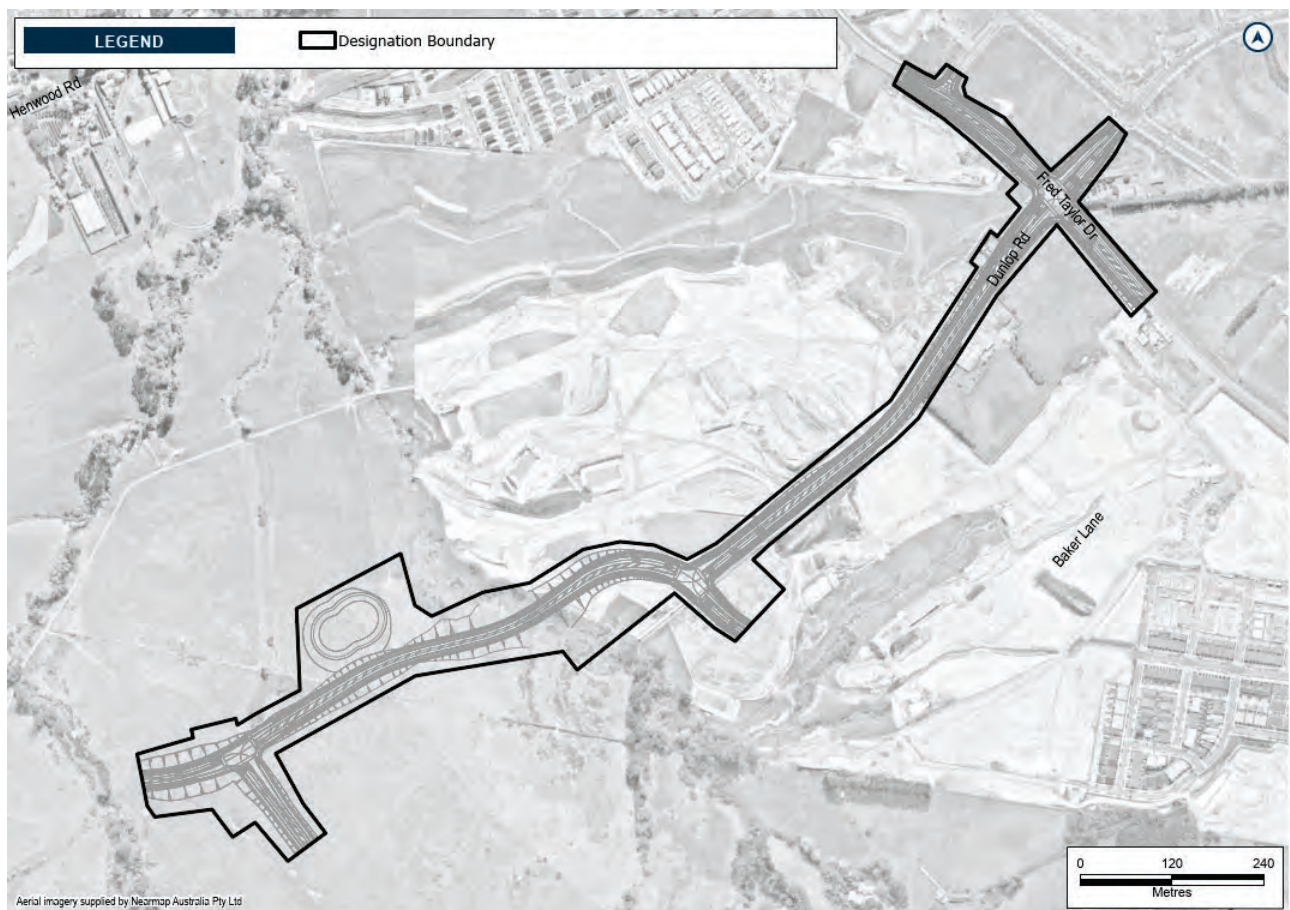 LEGEND
Designation Boundary
Henwood Rd
Fred Taylor Dr
Dunlop Rd
Baker Lane
0 120 240
Metres
Aerial imagery supplied by Nearmap Australia Pty Ltd